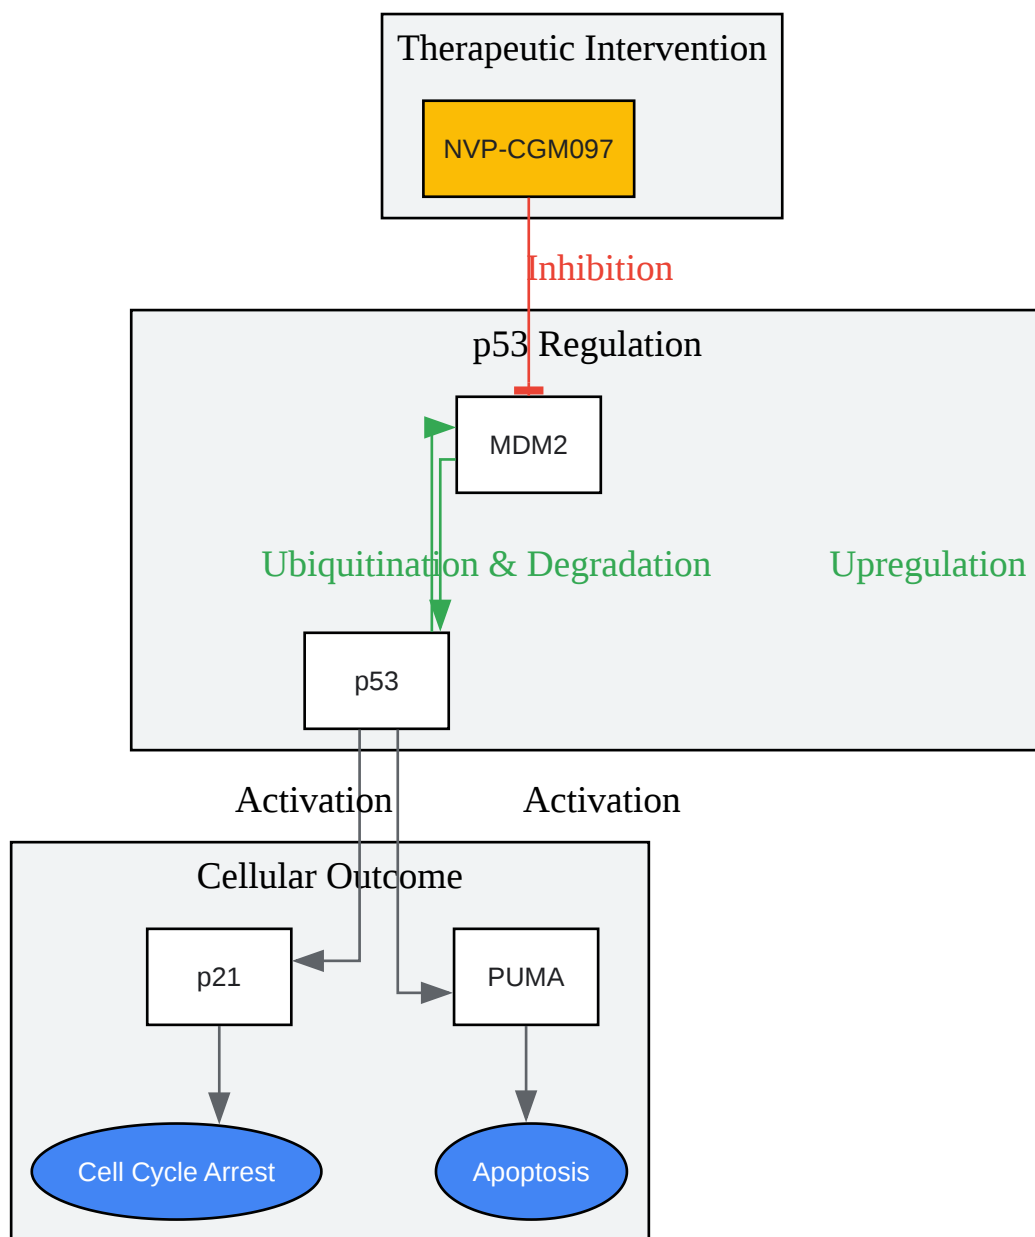 Therapeutic Intervention
NVP-CGM097
Inhibition
p53 Regulation
MDM2
Ubiquitination & Degradation
Upregulation
p53
Activation
Activation
Cellular Outcome
p21
PUMA
Cell Cycle Arrest
Apoptosis